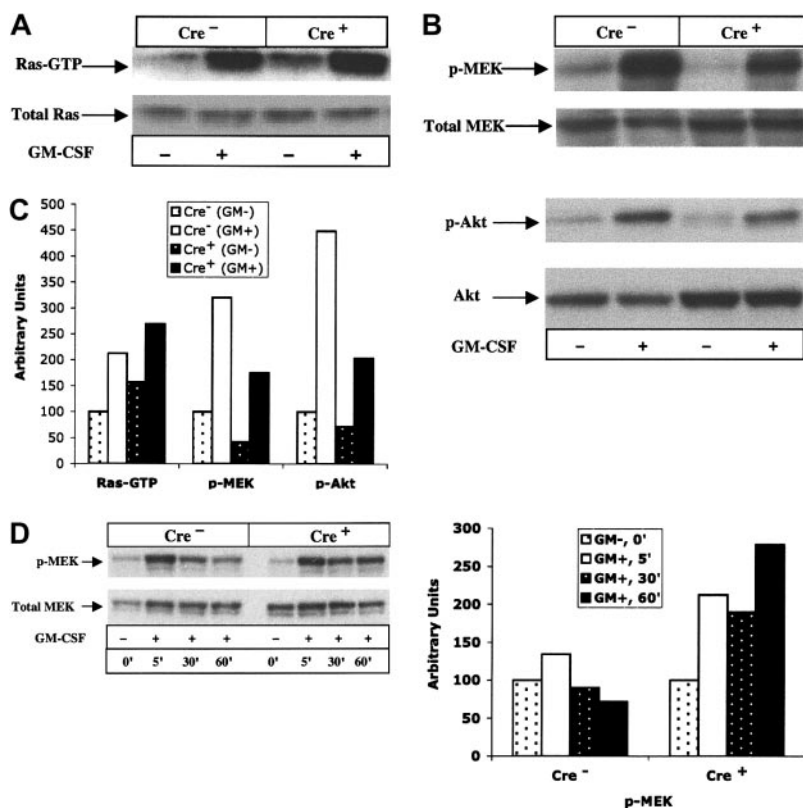 A
Cre⁻ Cre⁺
Ras-GTP
Total Ras
GM-CSF − + − +
B
Cre⁻ Cre⁺
p-MEK
Total MEK
p-Akt
Akt
GM-CSF − + − +
C
500
450
400
350
300
250
200
150
100
50
0
Arbitrary Units
Cre⁻ (GM-)
Cre⁻ (GM+)
Cre⁺ (GM-)
Cre⁺ (GM+)
Ras-GTP p-MEK p-Akt
D
Cre⁻ Cre⁺
p-MEK
Total MEK
GM-CSF − + + + − + + +
0' 5' 30' 60' 0' 5' 30' 60'
300
250
200
150
100
50
0
Arbitrary Units
GM-, 0'
GM+, 5'
GM+, 30'
GM+, 60'
Cre⁻ Cre⁺
p-MEK